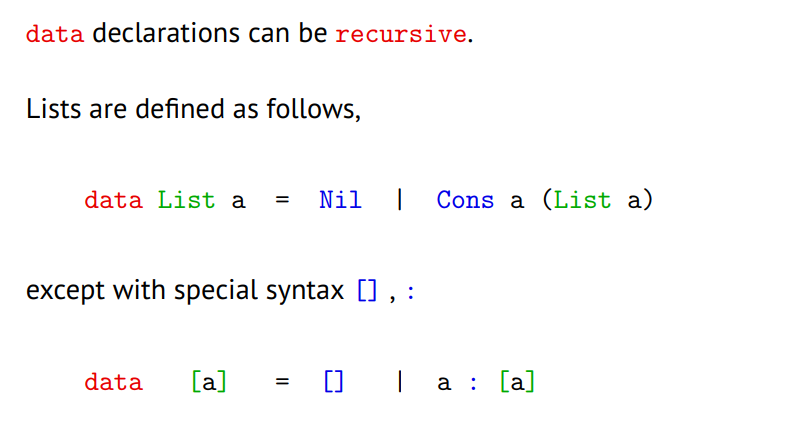 data declarations can be recursive.
Lists are defined as follows,
data List a = Nil | Cons a (List a)
except with special syntax [] , :
data [a] = [] | a : [a]